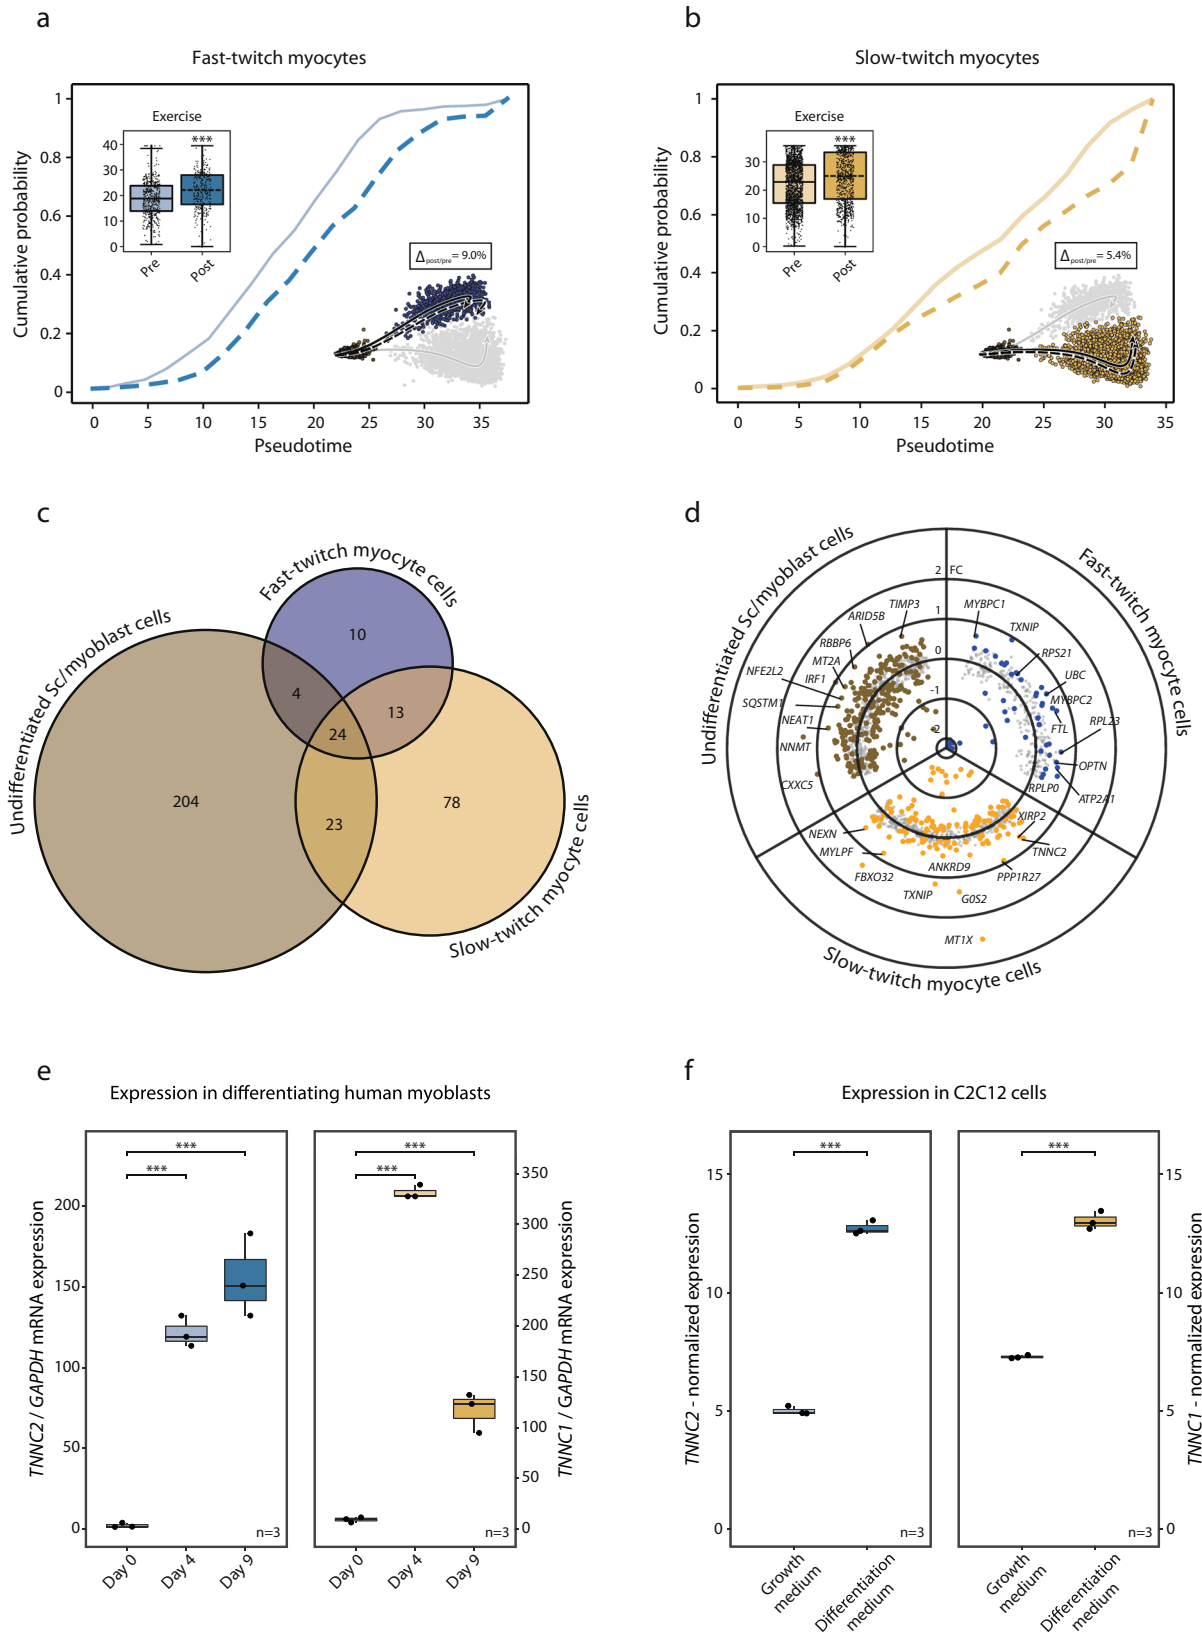 a
Fast-twitch myocytes
Cumulative probability
1
0.8
0.6
0.4
0.2
0
Exercise
40
30
20
10
0
***
Pre
Post
Δpost/pre = 9.0%
0
5
10
15
20
25
30
35
Pseudotime
b
Slow-twitch myocytes
Cumulative probability
1
0.8
0.6
0.4
0.2
0
Exercise
30
20
10
0
***
Pre
Post
Δpost/pre = 5.4%
0
5
10
15
20
25
30
35
Pseudotime
c
Undifferentiated Sc/myoblast cells
Fast-twitch myocyte cells
Slow-twitch myocyte cells
10
4
13
24
204
23
78
d
Undifferentiated Sc/myoblast cells
Fast-twitch myocyte cells
Slow-twitch myocyte cells
2 FC
1
0
-1
-2
TIMP3
ARID5B
RBBP6
MT2A
NFE2L2
IRF1
SQSTM1
NEAT1
NNMT
CXXC5
MYBPC1
TXNIP
RPS21
UBC
MYBPC2
RPL23
FTL
OPTN
RPLP0
ATP2A1
XIRP2
NEXN
TNNC2
MYLPF
ANKRD9
PPP1R27
FBXO32
TXNIP
G0S2
MT1X
e
Expression in differentiating human myoblasts
TNNC2 / GAPDH mRNA expression
200
150
100
50
0
***
***
n=3
Day 0
Day 4
Day 9
***
***
n=3
Day 0
Day 4
Day 9
350
300
250
200
150
100
50
0
TNNC1 / GAPDH mRNA expression
f
Expression in C2C12 cells
TNNC2 - normalized expression
15
10
5
0
***
n=3
Growth medium
Differentiation medium
***
n=3
Growth medium
Differentiation medium
15
10
5
0
TNNC1 - normalized expression